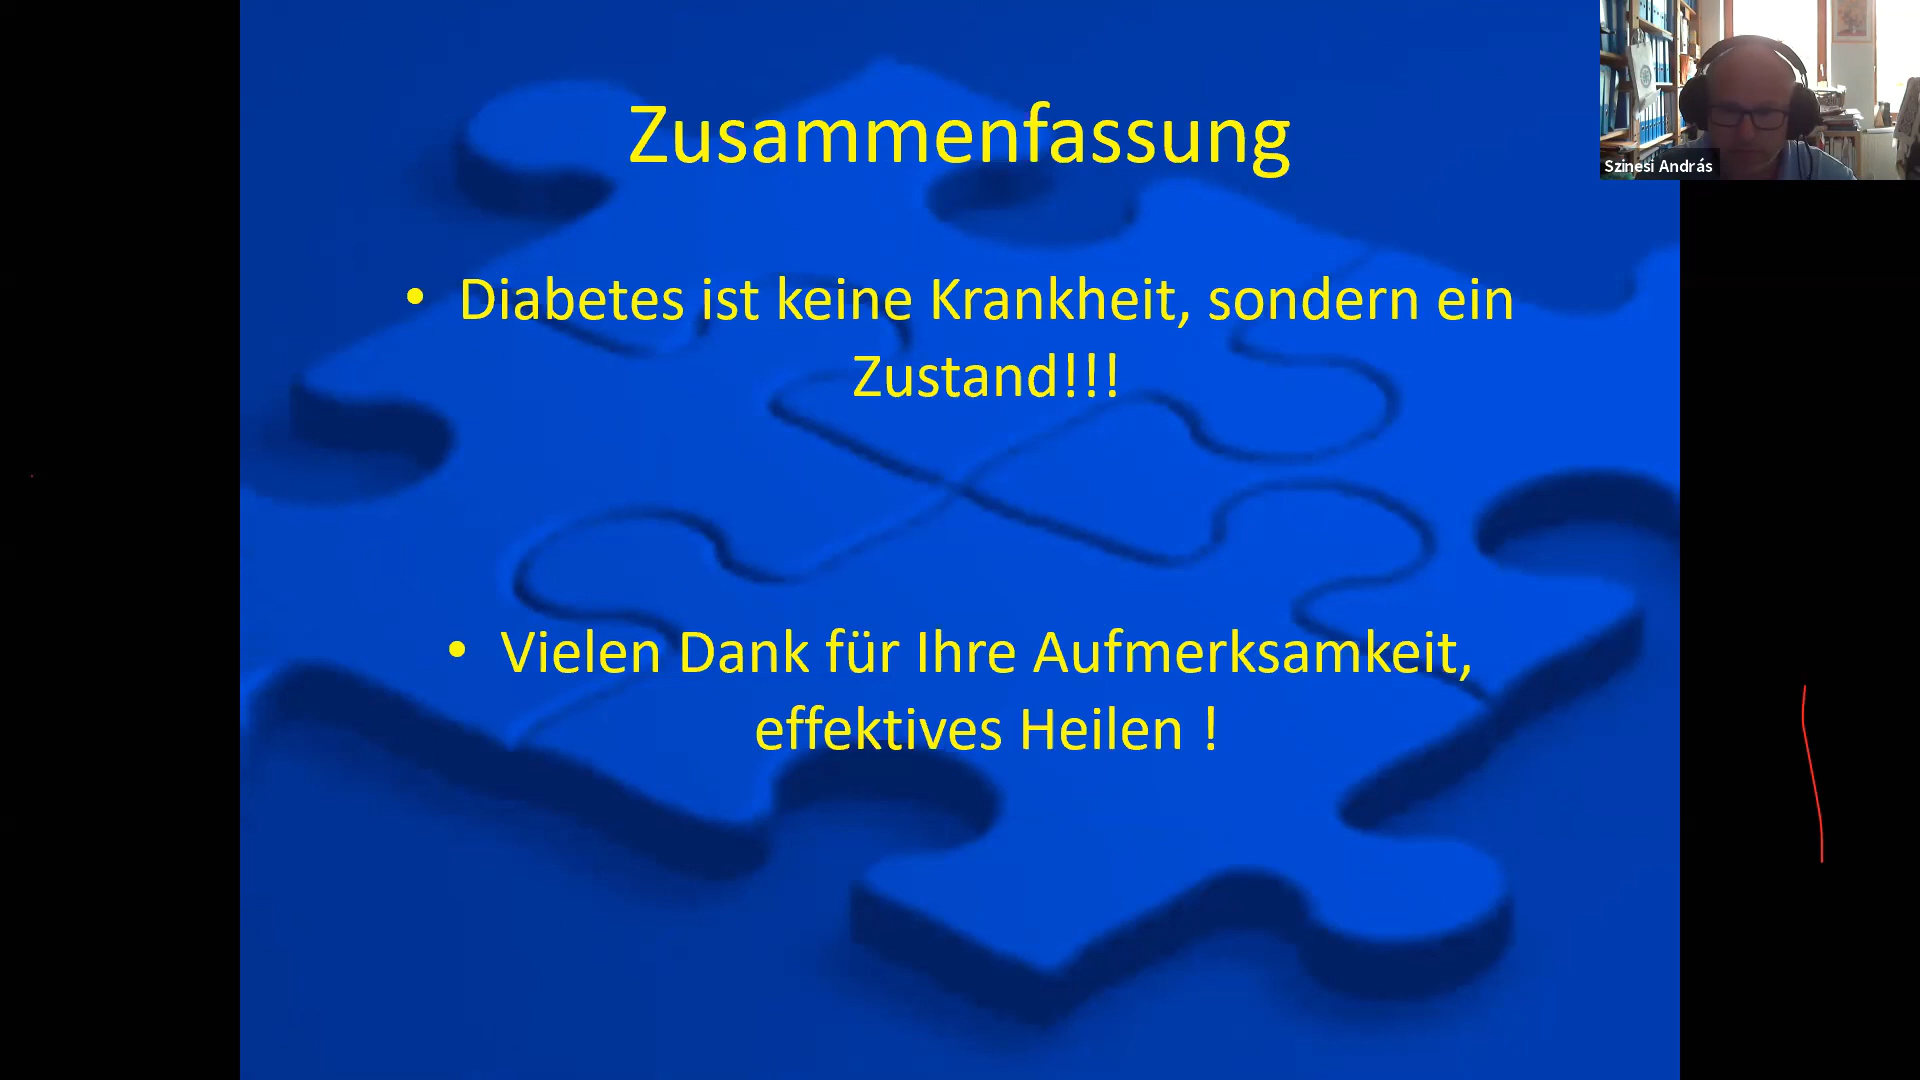 Zusammenfassung
• Diabetes ist keine Krankheit, sondern ein
Zustand!!!
• Vielen Dank für Ihre Aufmerksamkeit,
effektives Heilen !
Szinesi András